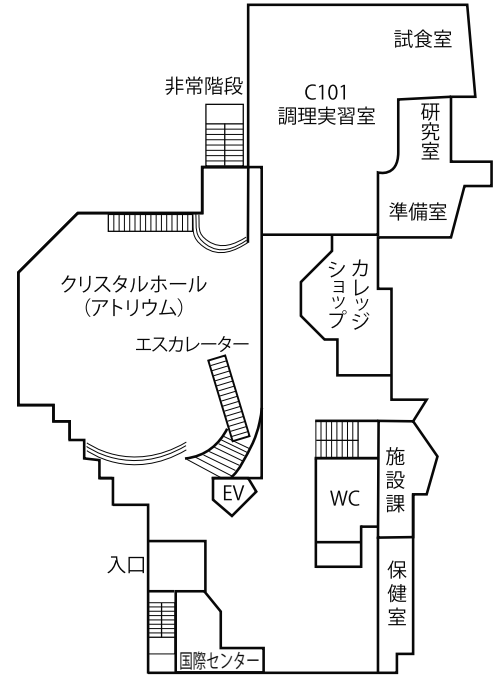 試食室
非常階段
C101
調理実習室
研究室
準備室
カレッジ
ショップ
クリスタルホール
(アトリウム)
エスカレーター
施設課
EV
WC
入口
保健室
国際センター